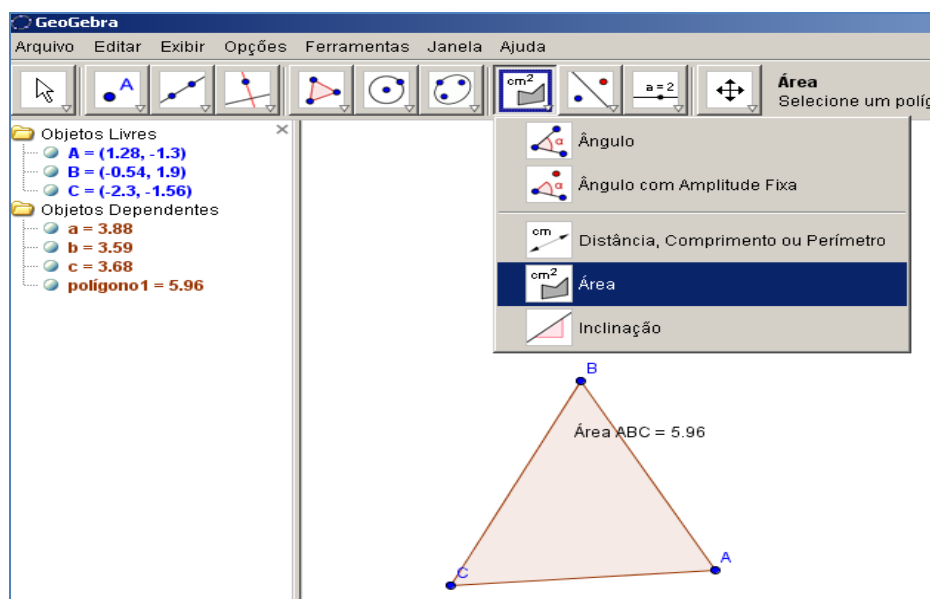 GeoGebra
Arquivo Editar Exibir Opções Ferramentas Janela Ajuda
A
cm²
a = 2
Área
Selecione um políg
Objetos Livres
A = (1.28, -1.3)
B = (-0.54, 1.9)
C = (-2.3, -1.56)
Objetos Dependentes
a = 3.88
b = 3.59
c = 3.68
polígono1 = 5.96
α Ângulo
α Ângulo com Amplitude Fixa
cm Distância, Comprimento ou Perímetro
cm² Área
Inclinação
B
Área ABC = 5.96
A
C